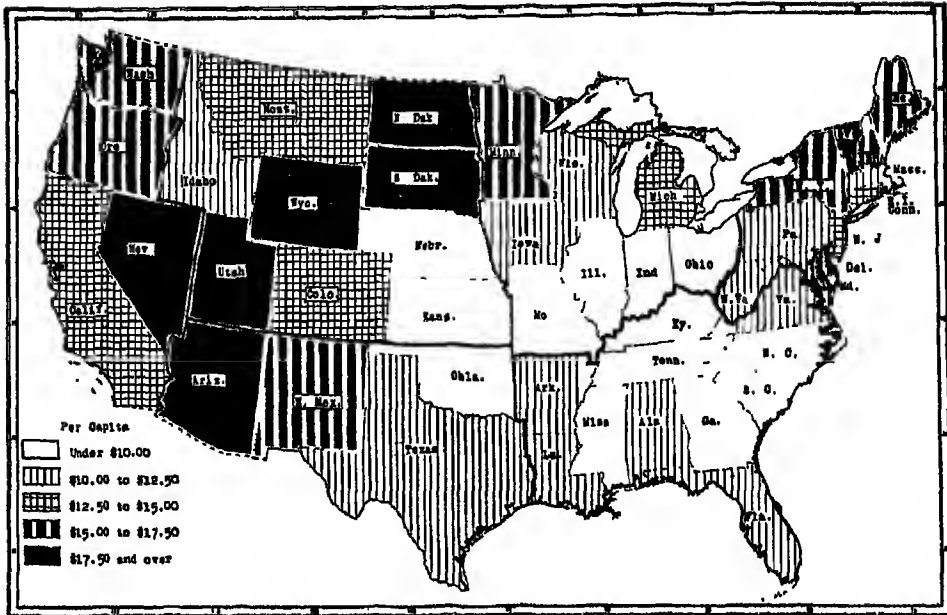 Wash
Ore
Idaho
Mont.
N Dak
S Dak.
Minn
Wyo.
Nev.
Utah
Calif
Colo.
Ariz.
N. Mex.
Nebr.
Kans.
Okla.
Texas
Iowa
Mo
Ark.
La.
Wis.
Mich
Ill.
Ind
Ohio
Ky.
Tenn.
Miss
Ala
Ga.
Fla.
N. C.
S. C.
W.Va
Va.
Pa
Me.
Mass.
Conn.
N. J
Del.
Md.
Per Capita
Under $10.00
$10.00 to $12.50
$12.50 to $15.00
$15.00 to $17.50
$17.50 and over